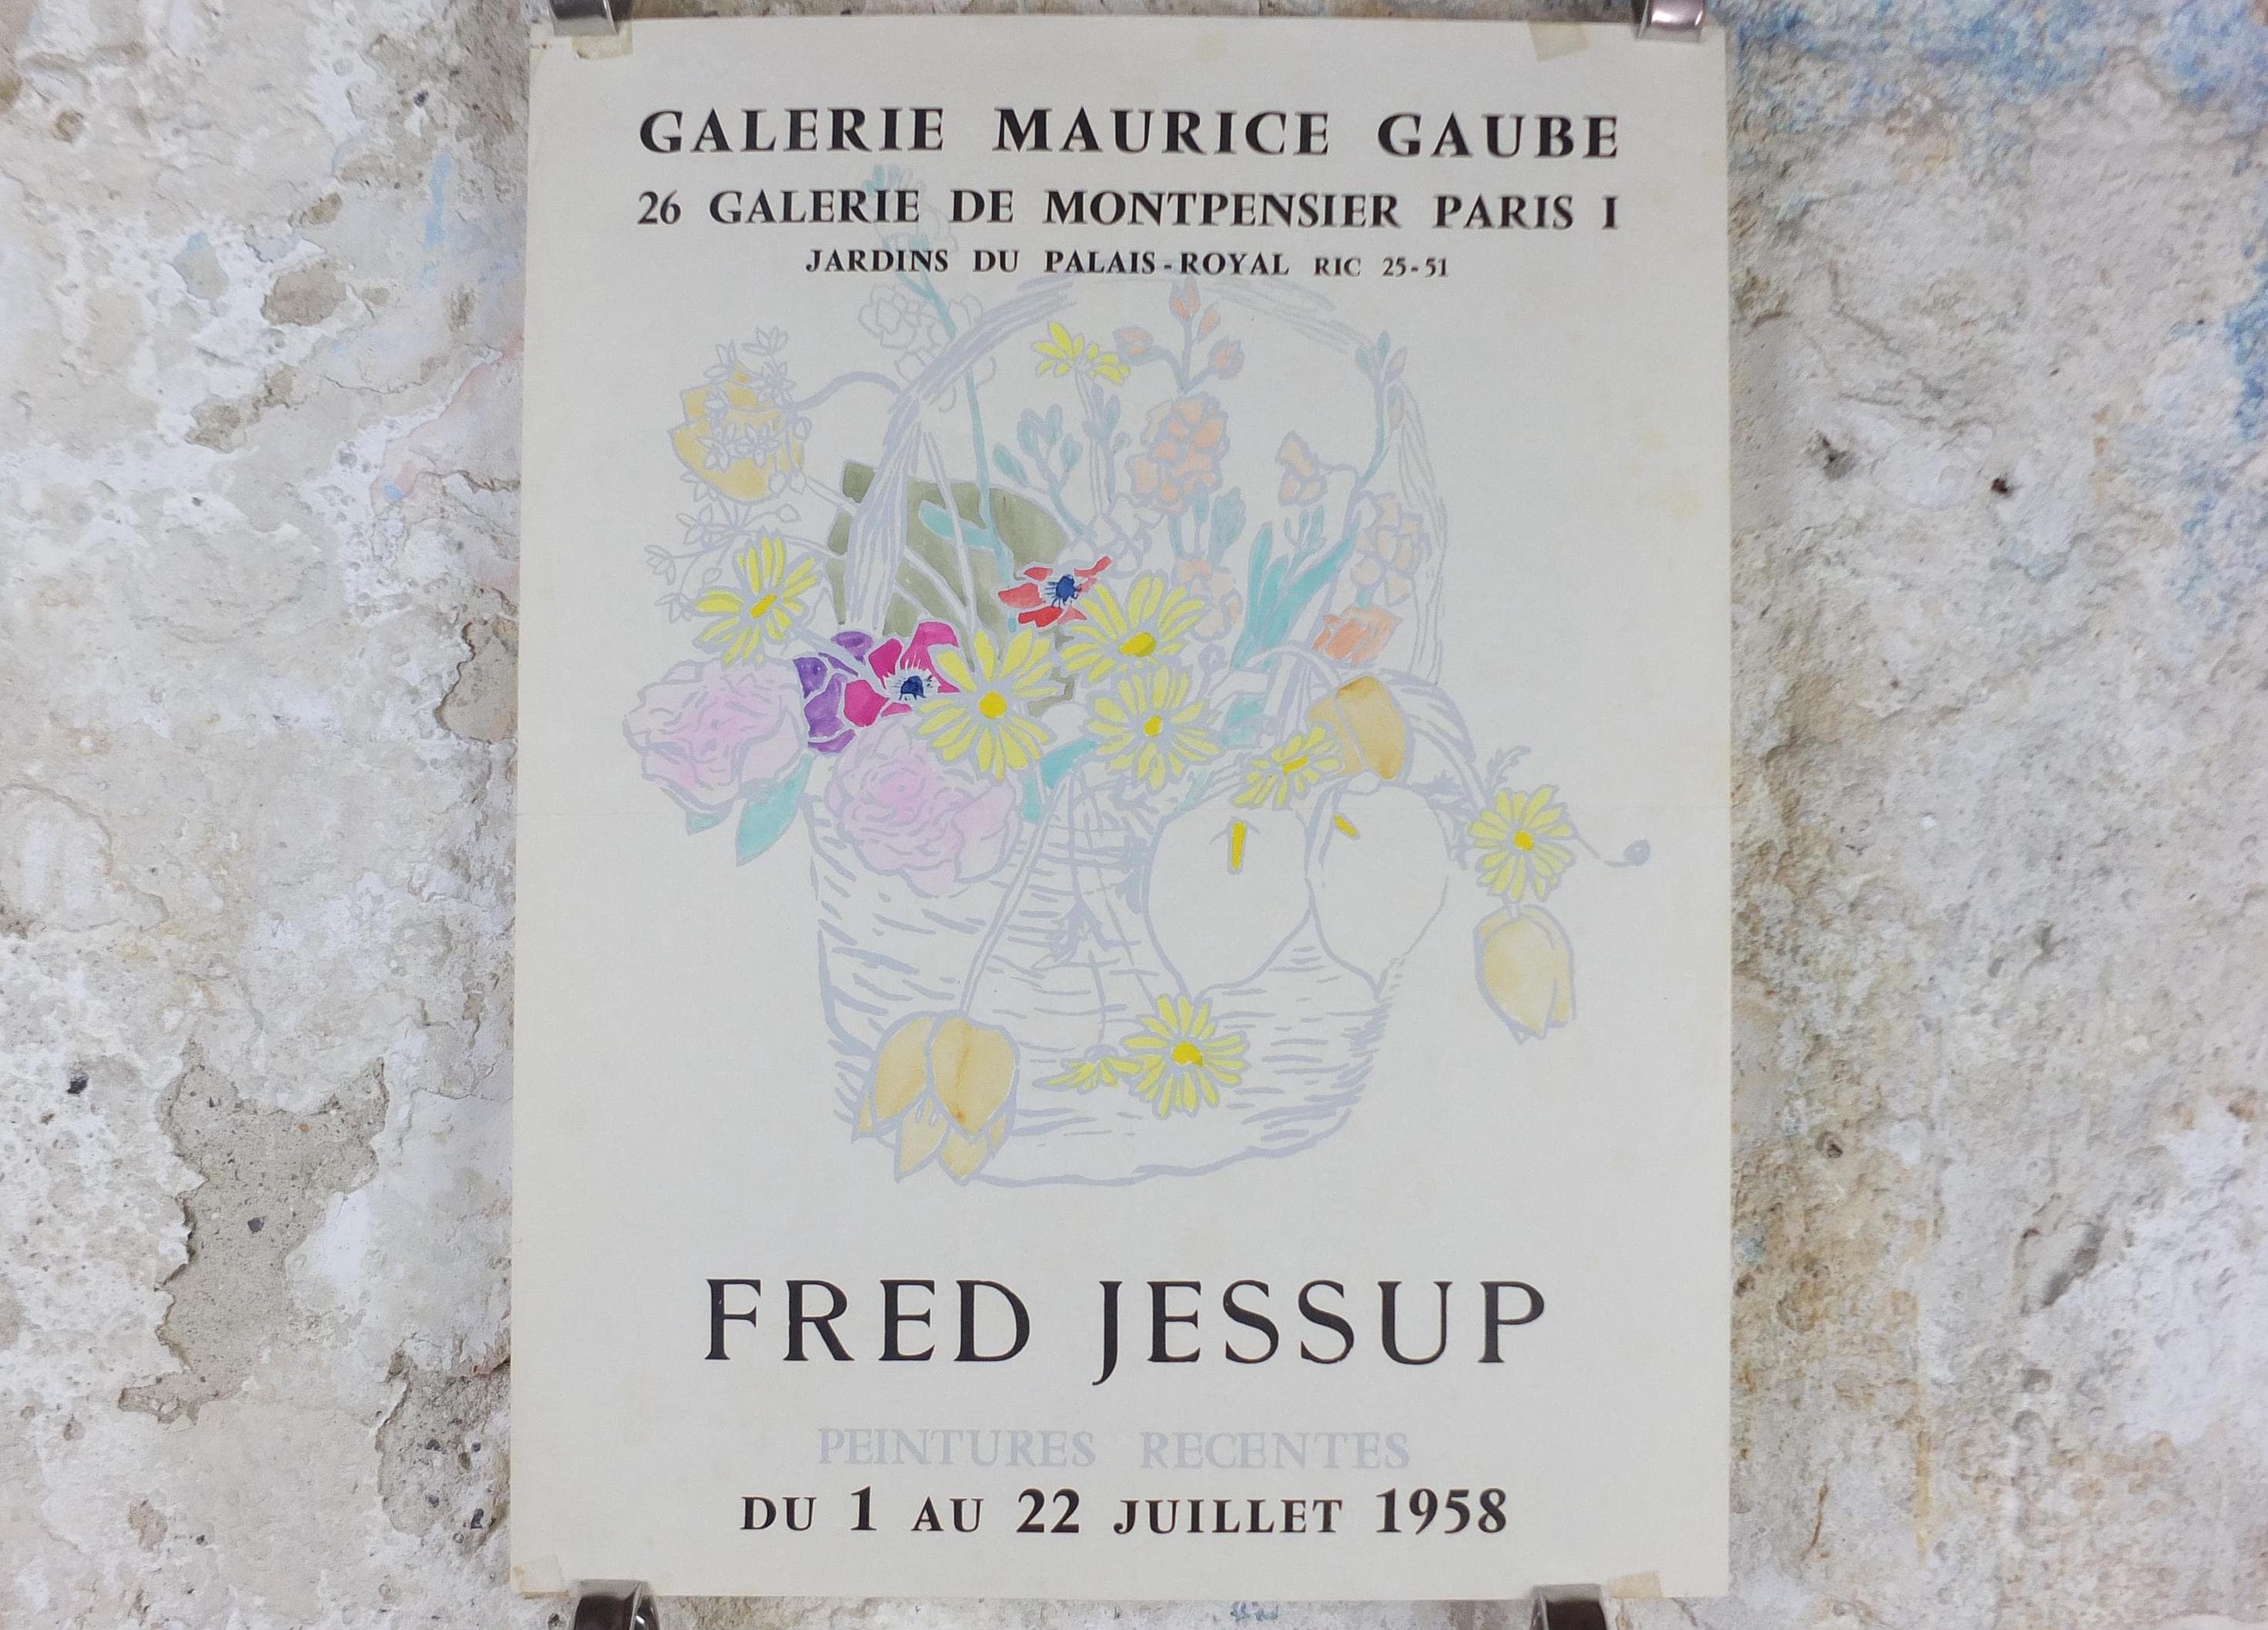 GALERIE MAURICE GAUBE
26 GALERIE DE MONTPENSIER PARIS I
JARDINS DU PALAIS-ROYAL RIC 25-51
FRED JESSUP
PEINTURES RECENTES
DU 1 AU 22 JUILLET 1958